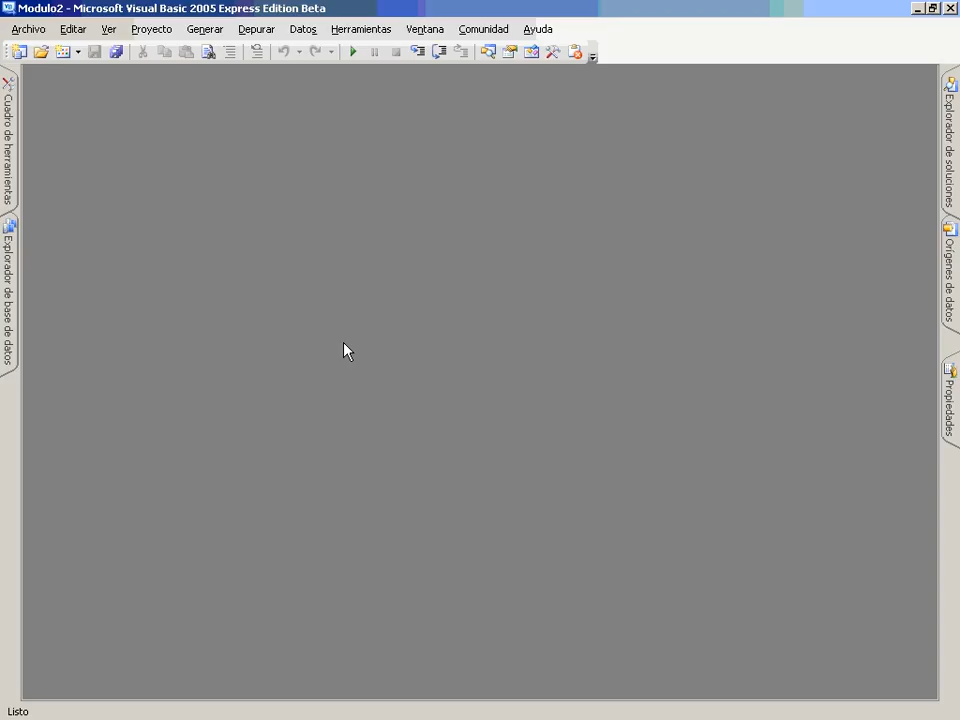 Modulo2 - Microsoft Visual Basic 2005 Express Edition Beta
Archivo Editar Ver Proyecto Generar Depurar Datos Herramientas Ventana Comunidad Ayuda
Cuadro de herramientas
Explorador de base de datos
Explorador de soluciones
Orígenes de datos
Propiedades
Listo